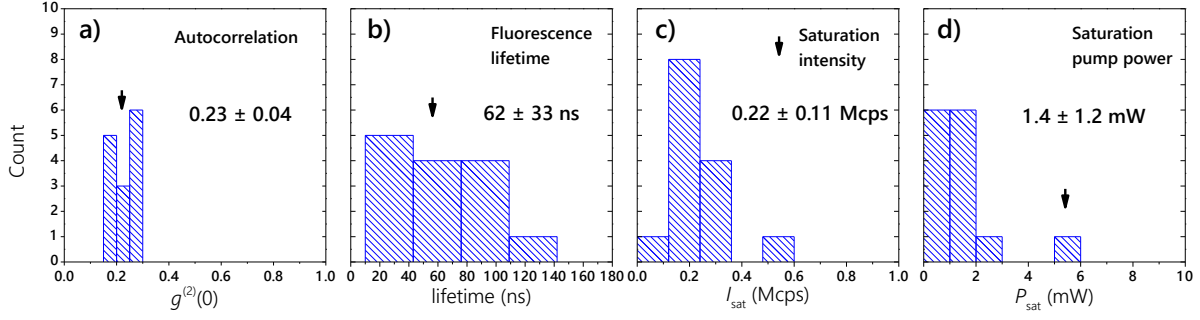 a)
Autocorrelation
0.23 ± 0.04
Count
10
9
8
7
6
5
4
3
2
1
0
0.0 0.2 0.4 0.6 0.8 1.0
g(2)(0)
b)
Fluorescence
lifetime
62 ± 33 ns
0 20 40 60 80 100 120 140 160 180
lifetime (ns)
c)
Saturation
intensity
0.22 ± 0.11 Mcps
0.0 0.2 0.4 0.6 0.8 1.0
Isat (Mcps)
d)
Saturation
pump power
1.4 ± 1.2 mW
0 2 4 6 8 10
Psat (mW)